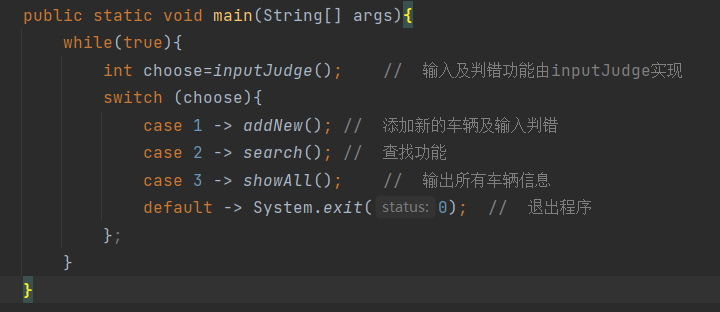 public static void main(String[] args){
while(true){
int choose=inputJudge(); // 输入及判错功能由inputJudge实现
switch (choose){
case 1 -> addNew(); // 添加新的车辆及输入判错
case 2 -> search(); // 查找功能
case 3 -> showAll(); // 输出所有车辆信息
default -> System.exit( status: 0); // 退出程序
};
}
}